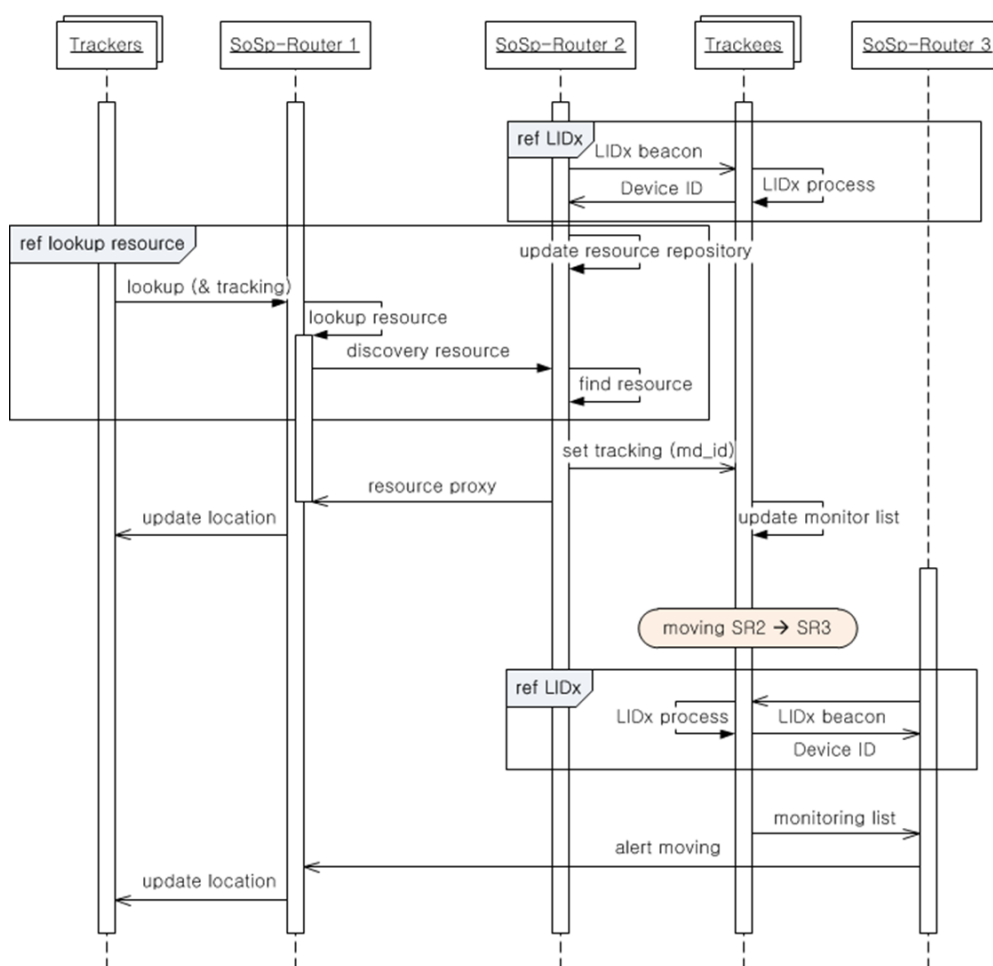 Trackers
SoSp-Router 1
SoSp-Router 2
Trackees
SoSp-Router 3
ref LIDx
LIDx beacon
Device ID
LIDx process
ref lookup resource
update resource repository
lookup (& tracking)
lookup resource
discovery resource
find resource
set tracking (md_id)
resource proxy
update location
update monitor list
moving SR2 → SR3
ref LIDx
LIDx process
LIDx beacon
Device ID
monitoring list
alert moving
update location